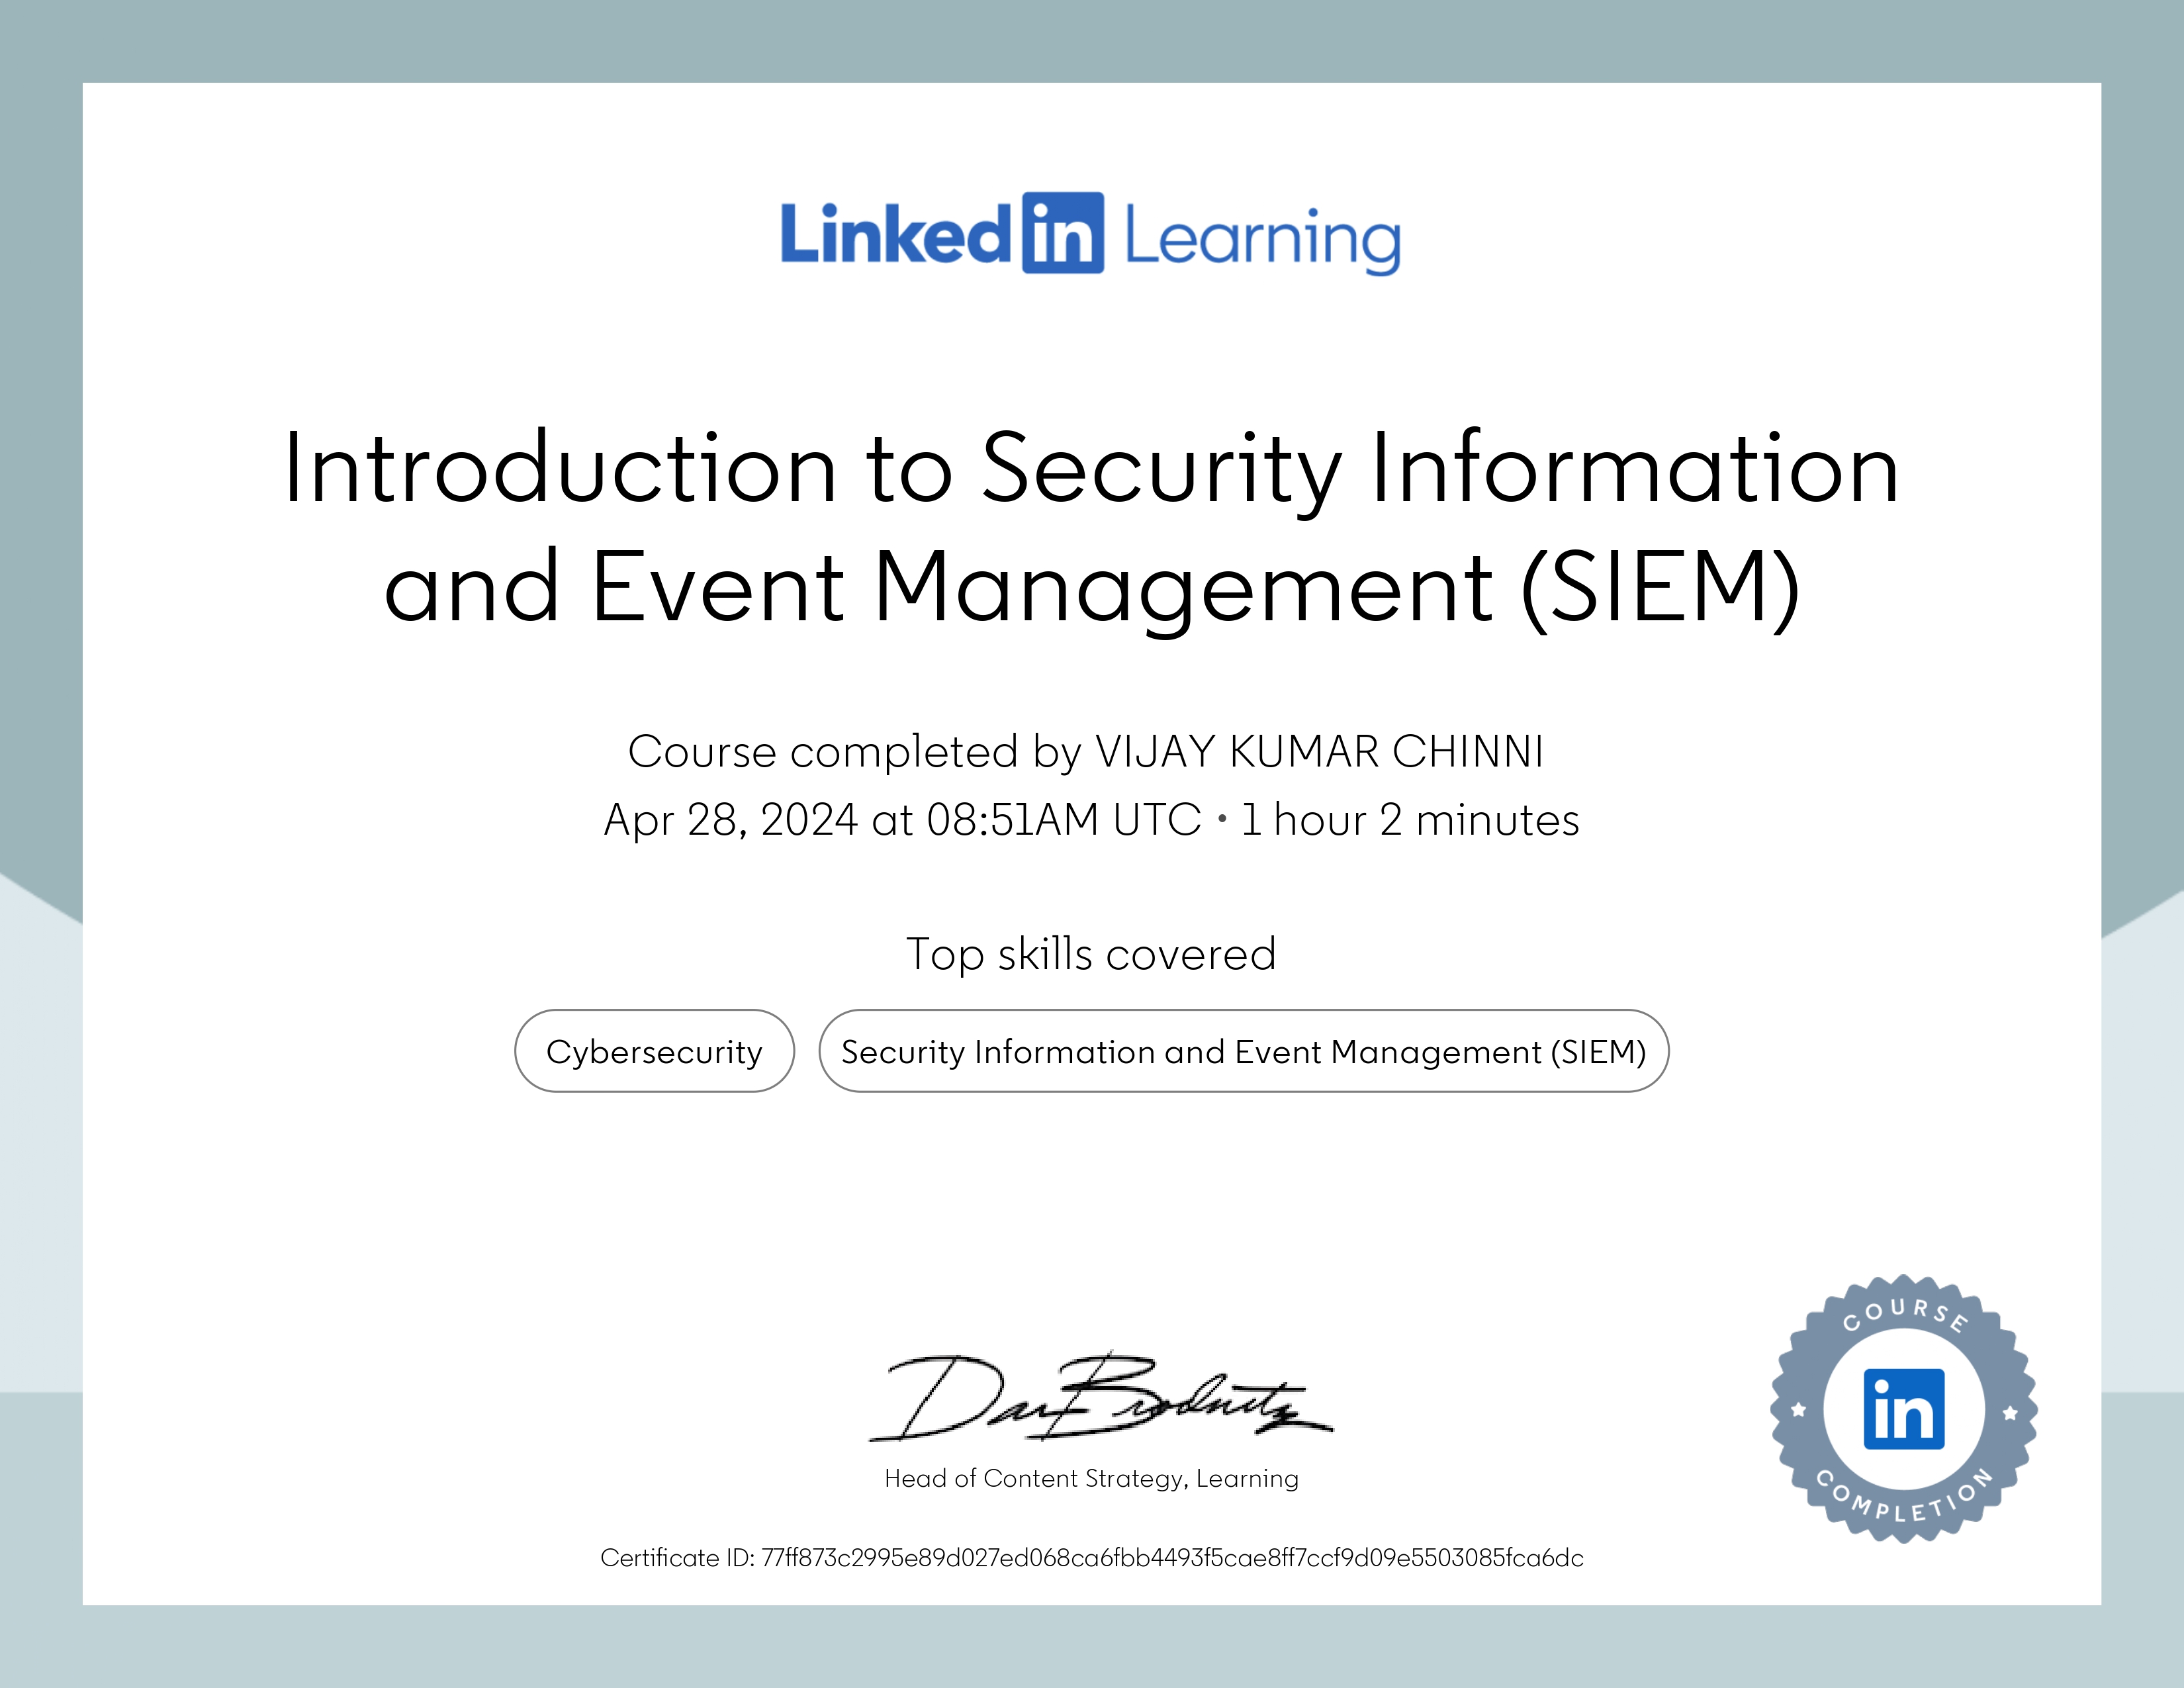 Linked in Learning
Introduction to Security Information
and Event Management (SIEM)
Course completed by VIJAY KUMAR CHINNI
Apr 28, 2024 at 08:51AM UTC • 1 hour 2 minutes
Top skills covered
Cybersecurity
Security Information and Event Management (SIEM)
Head of Content Strategy, Learning
Certificate ID: 77ff873c2995e89d027ed068ca6fbb4493f5cae8ff7ccf9d09e5503085fca6dc
COURSE
in
COMPLETION